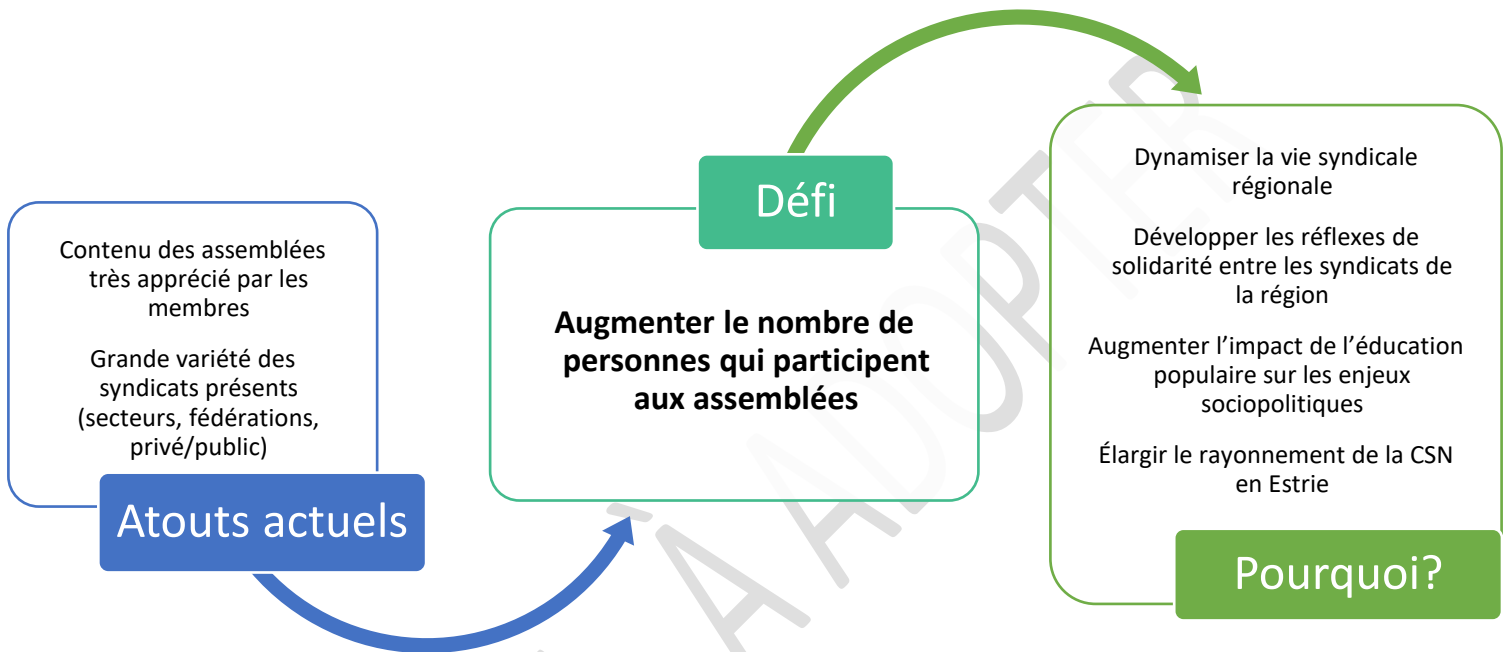 Contenu des assemblées
très apprécié par les
membres
Grande variété des
syndicats présents
(secteurs, fédérations,
privé/public)
Atouts actuels
Défi
Augmenter le nombre de
personnes qui participent
aux assemblées
Dynamiser la vie syndicale
régionale
Développer les réflexes de
solidarité entre les syndicats de
la région
Augmenter l’impact de l’éducation
populaire sur les enjeux
sociopolitiques
Élargir le rayonnement de la CSN
en Estrie
Pourquoi?
À ADOPTER